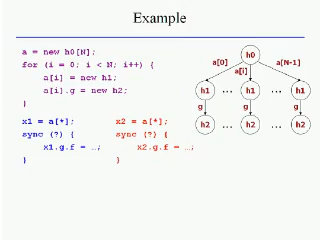 Example
a = new h0[N];
for (i = 0; i < N; i++) {
a[i] = new h1;
a[i].g = new h2;
}
x1 = a[*];
sync (?) {
x1.g.f = …;
}
x2 = a[*];
sync (?) {
x2.g.f = …;
}
h0
a[0] a[i] a[N-1]
h1 … h1 … h1
g g g
h2 … h2 … h2